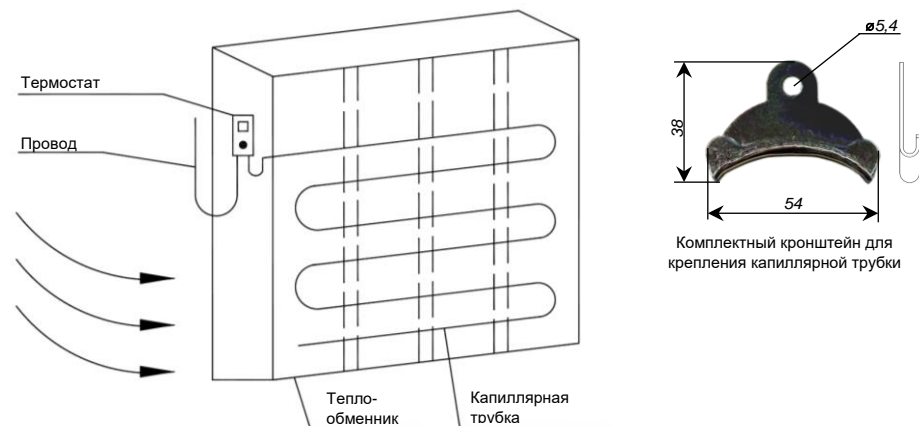 Термостат
Провод
Тепло-
обменник
Капиллярная
трубка
ø5,4
38
54
Комплектный кронштейн для
крепления капиллярной трубки